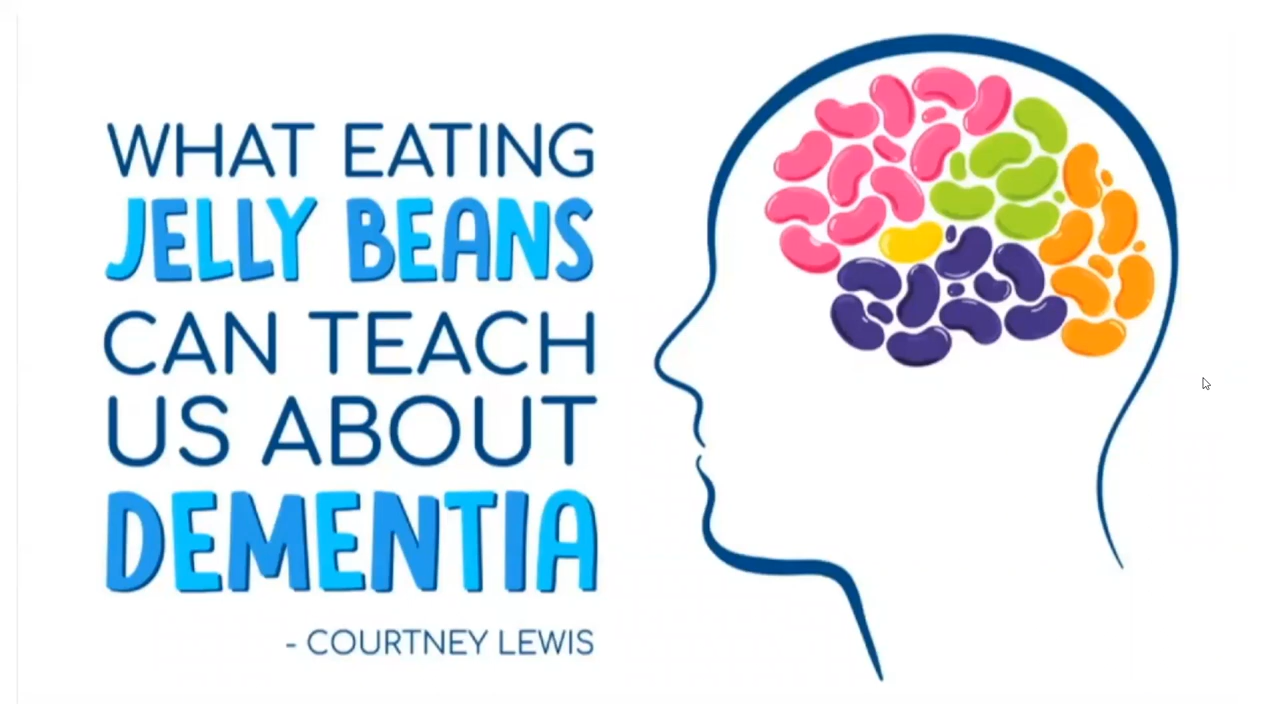 WHAT EATING
JELLY BEANS
CAN TEACH
US ABOUT
DEMENTIA
- COURTNEY LEWIS